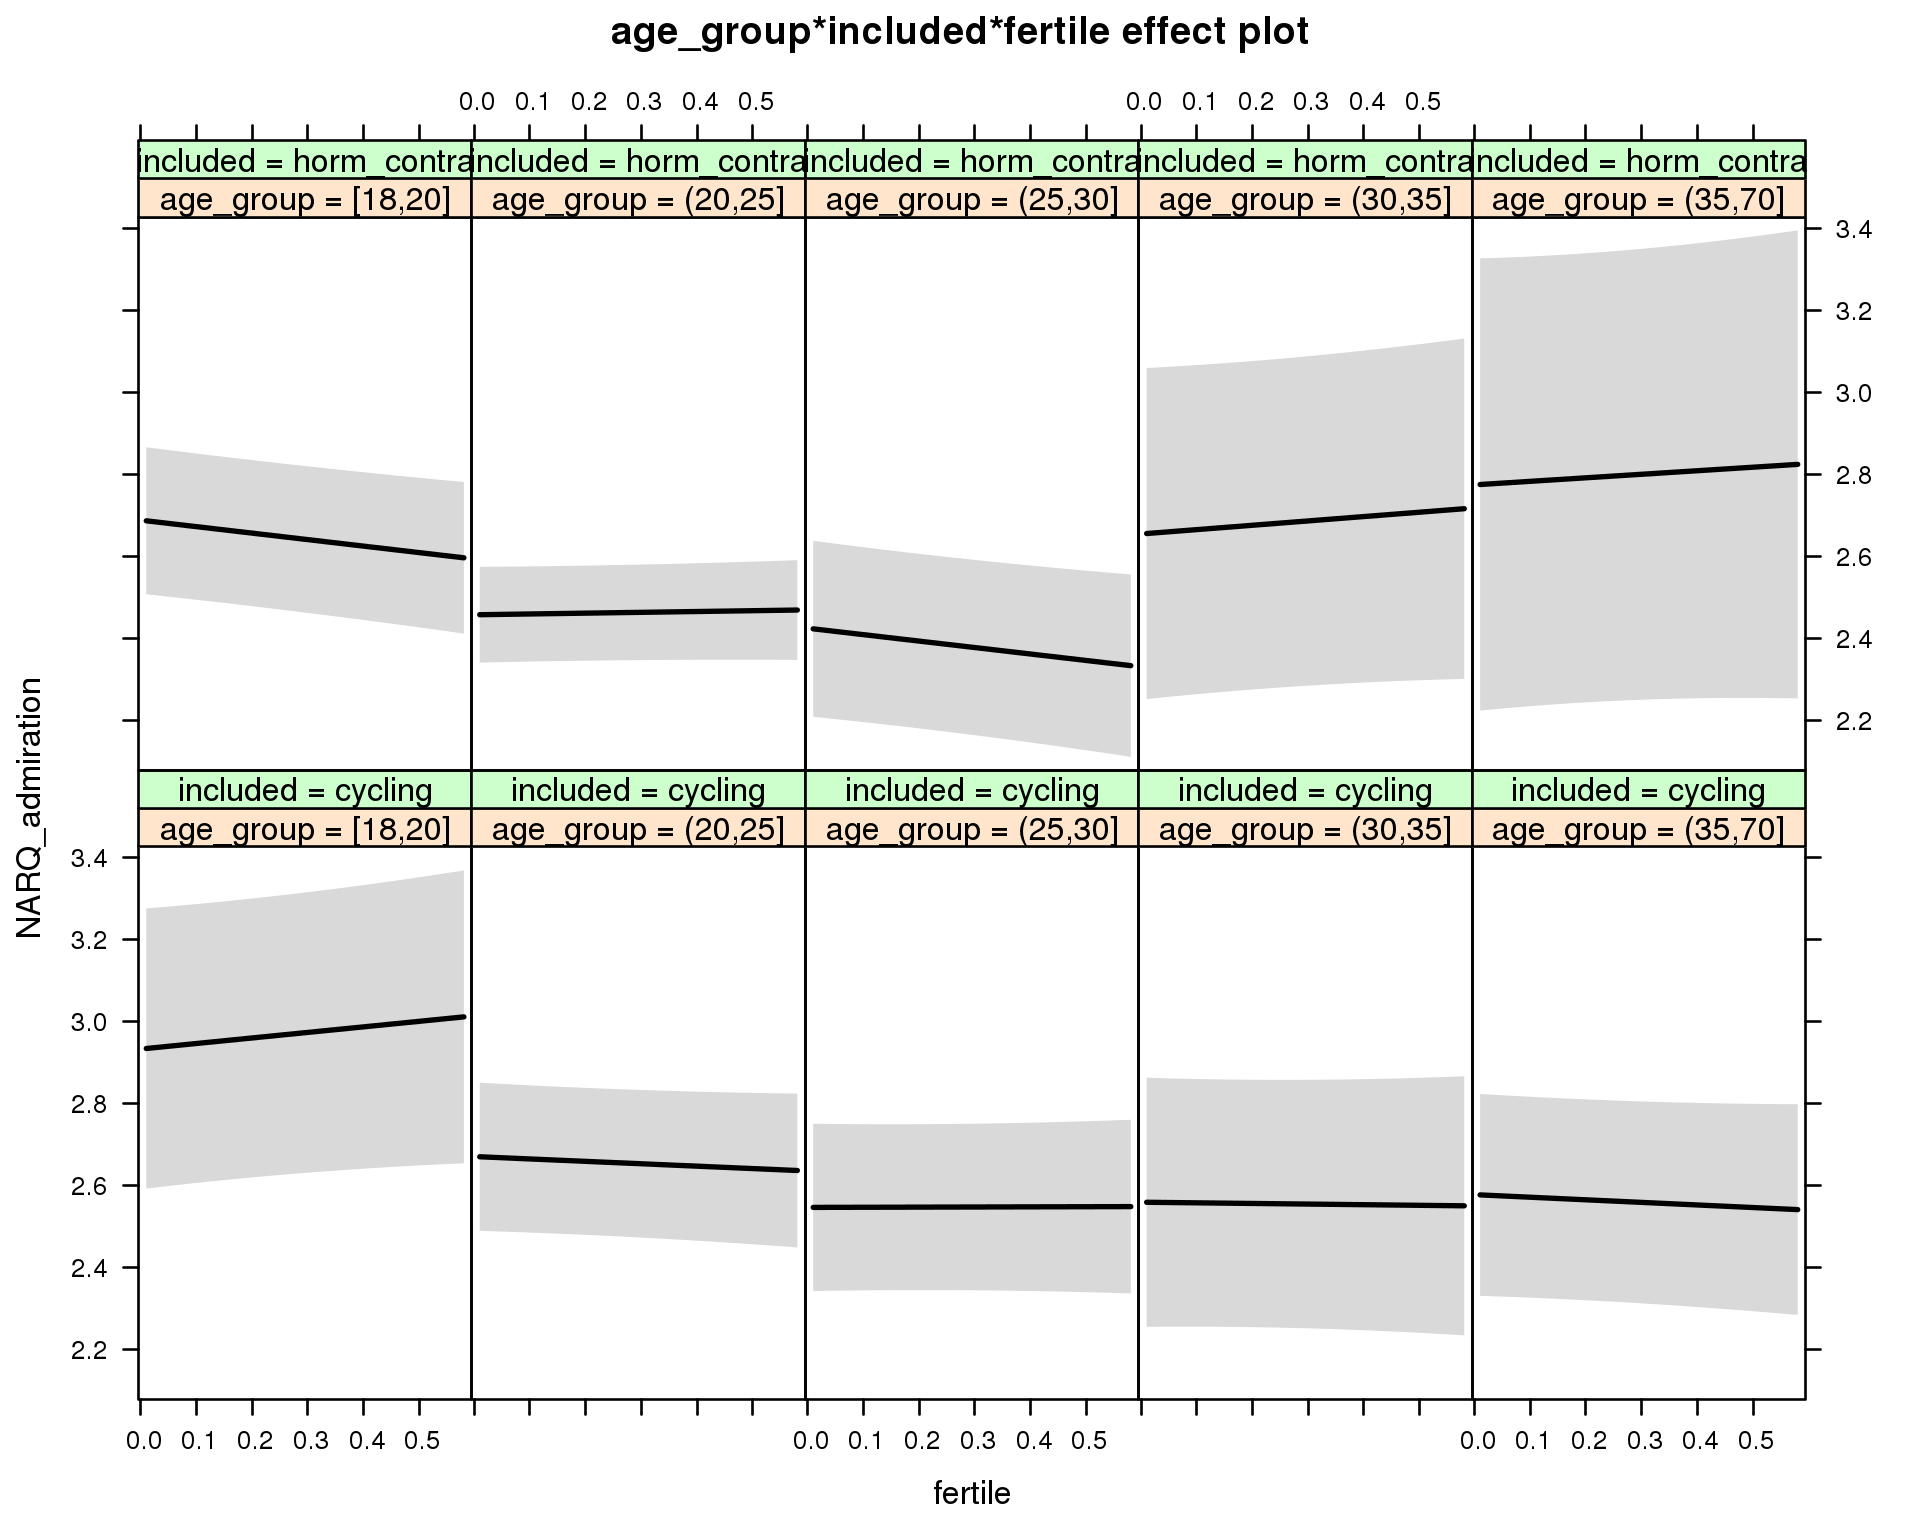 age_group*included*fertile effect plot
0.0 0.1 0.2 0.3 0.4 0.5 0.0 0.1 0.2 0.3 0.4 0.5
included = horm_contra included = horm_contra included = horm_contra included = horm_contra included = horm_contra
age_group = [18,20] age_group = (20,25] age_group = (25,30] age_group = (30,35] age_group = (35,70]
3.4
3.2
3.0
2.8
2.6
2.4
2.2
included = cycling included = cycling included = cycling included = cycling included = cycling
age_group = [18,20] age_group = (20,25] age_group = (25,30] age_group = (30,35] age_group = (35,70]
NARQ_admiration
3.4
3.2
3.0
2.8
2.6
2.4
2.2
0.0 0.1 0.2 0.3 0.4 0.5 0.0 0.1 0.2 0.3 0.4 0.5 0.0 0.1 0.2 0.3 0.4 0.5
fertile